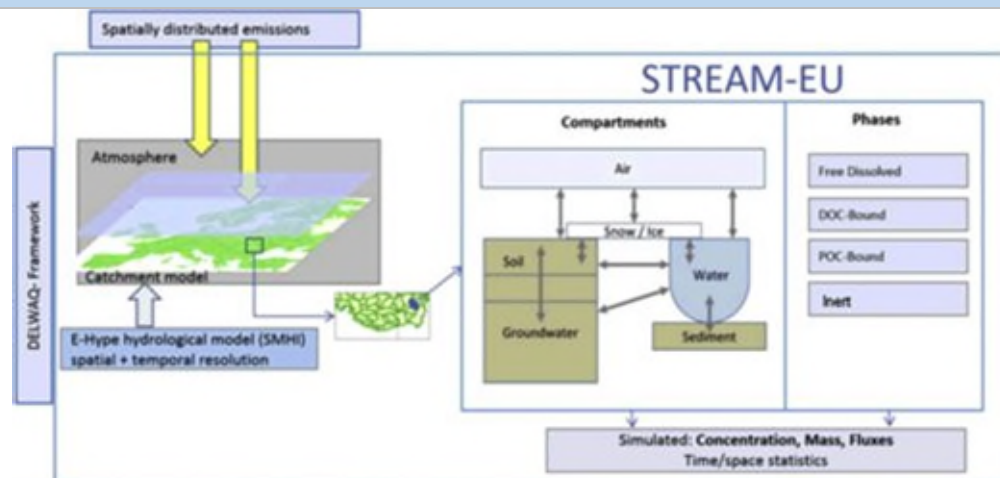 Spatially distributed emissions
STREAM-EU
DELWAQ- Framework
Atmosphere
Catchment model
E-Hype hydrological model (SMHI)
spatial + temporal resolution
Compartments
Air
Snow / Ice
Soil
Water
Groundwater
Sediment
Phases
Free Dissolved
DOC-Bound
POC-Bound
Inert
Simulated: Concentration, Mass, Fluxes
Time/space statistics